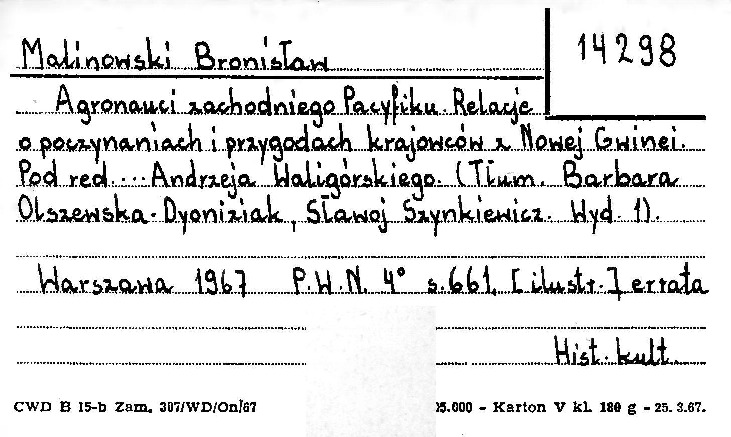 Malinowski Bronisław
14298
Agronauci zachodniego Pacyfiku. Relacje
o poczynaniach i przygodach krajowców z Nowej Gwinei.
Pod red. ... Andrzeja Waligórskiego. (Tłum. Barbara
Olszewska-Dyoniziak, Sławoj Szynkiewicz. Wyd. 1).
Warszawa 1967 P.W.N. 4° s.661. [ilustr.] errata
Hist. kult.
CWD B 15-b Zam. 307/WD/On/67 25.000 - Karton V kl. 180 g - 25.3.67.